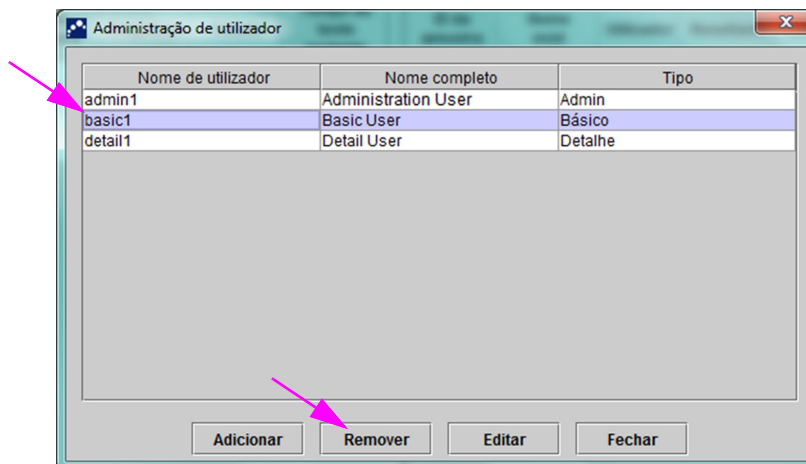 Administração de utilizador
Nome de utilizador Nome completo Tipo
admin1 Administration User Admin
basic1 Basic User Básico
detail1 Detail User Detalhe
Adicionar Remover Editar Fechar